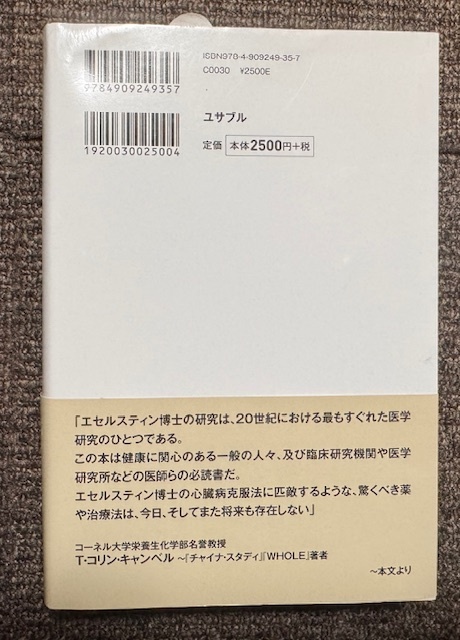 ISBN978-4-909249-35-7
C0030 ¥2500E
9784909249357
ユサブル
定価 本体2500円+税
1920030025004
「エセルスティン博士の研究は、20世紀における最もすぐれた医学
研究のひとつである。
この本は健康に関心のある一般の人々、及び臨床研究機関や医学
研究所などの医師らの必読書だ。
エセルスティン博士の心臓病克服法に匹敵するような、驚くべき薬
や治療法は、今日、そしてまた将来も存在しない」
コーネル大学栄養生化学部名誉教授
T・コリン・キャンベル ~『チャイナ・スタディ』『WHOLE』著者
~本文より